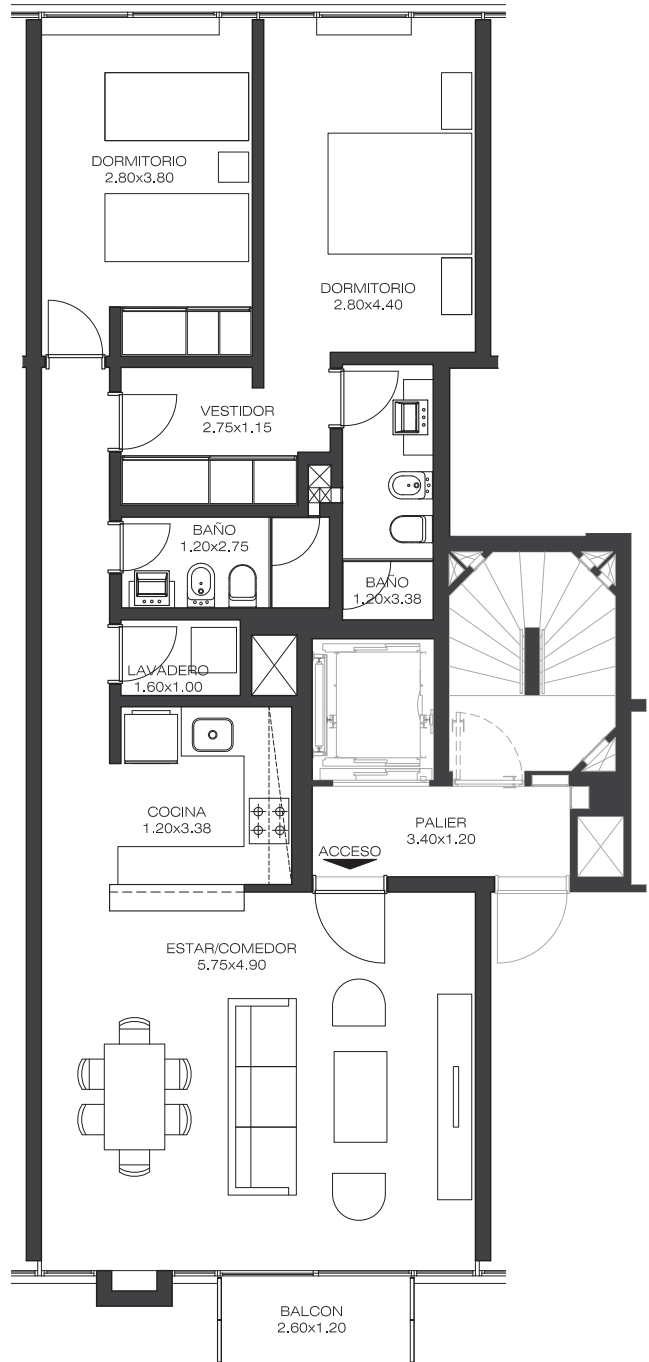 DORMITORIO
2.80x3.80
DORMITORIO
2.80x4.40
VESTIDOR
2.75x1.15
BAÑO
1.20x2.75
BAÑO
1.20x3.38
LAVADERO
1.60x1.00
COCINA
1.20x3.38
PALIER
3.40x1.20
ACCESO
ESTAR/COMEDOR
5.75x4.90
BALCON
2.60x1.20